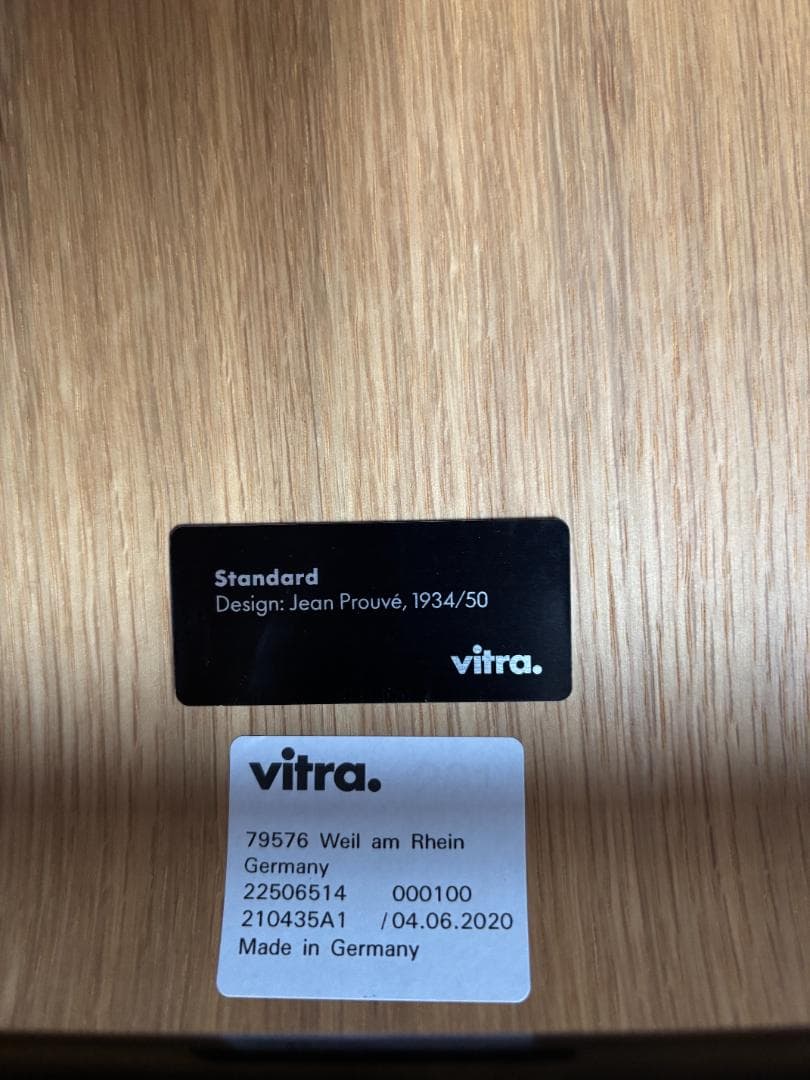 Standard
Design: Jean Prouvé, 1934/50
vitra.
vitra.
79576 Weil am Rhein
Germany
22506514 000100
210435A1 /04.06.2020
Made in Germany